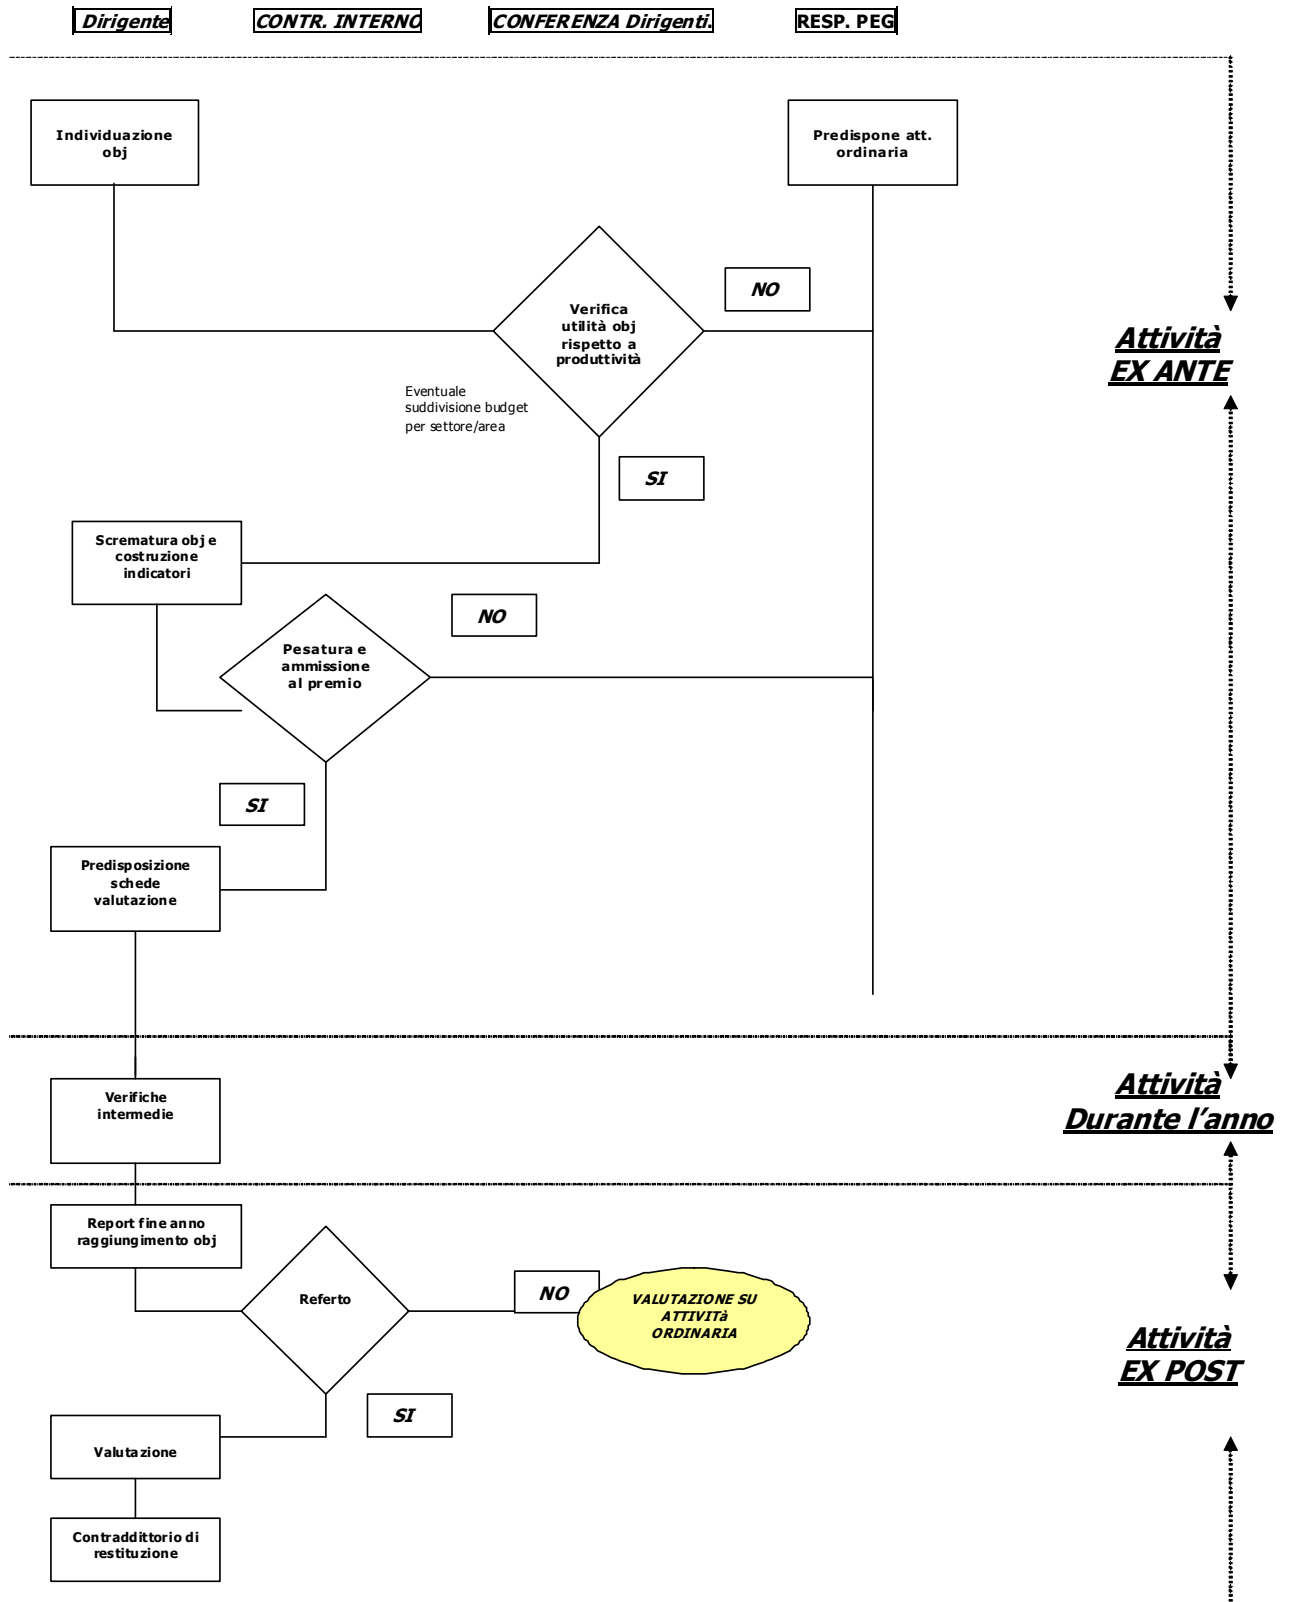 Dirigente
CONTR. INTERNO
CONFERENZA Dirigenti.
RESP. PEG
Individuazione
obj
Predispone att.
ordinaria
NO
Verifica
utilità obj
rispetto a
produttività
Attività
EX ANTE
Eventuale
suddivisione budget
per settore/area
SI
Scrematura obj e
costruzione
indicatori
NO
Pesatura e
ammissione
al premio
SI
Predisposizione
schede
valutazione
Verifiche
intermedie
Attività
Durante l’anno
Report fine anno
raggiungimento obj
Referto
NO
VALUTAZIONE SU
ATTIVITà
ORDINARIA
Attività
EX POST
SI
Valutazione
Contraddittorio di
restituzione